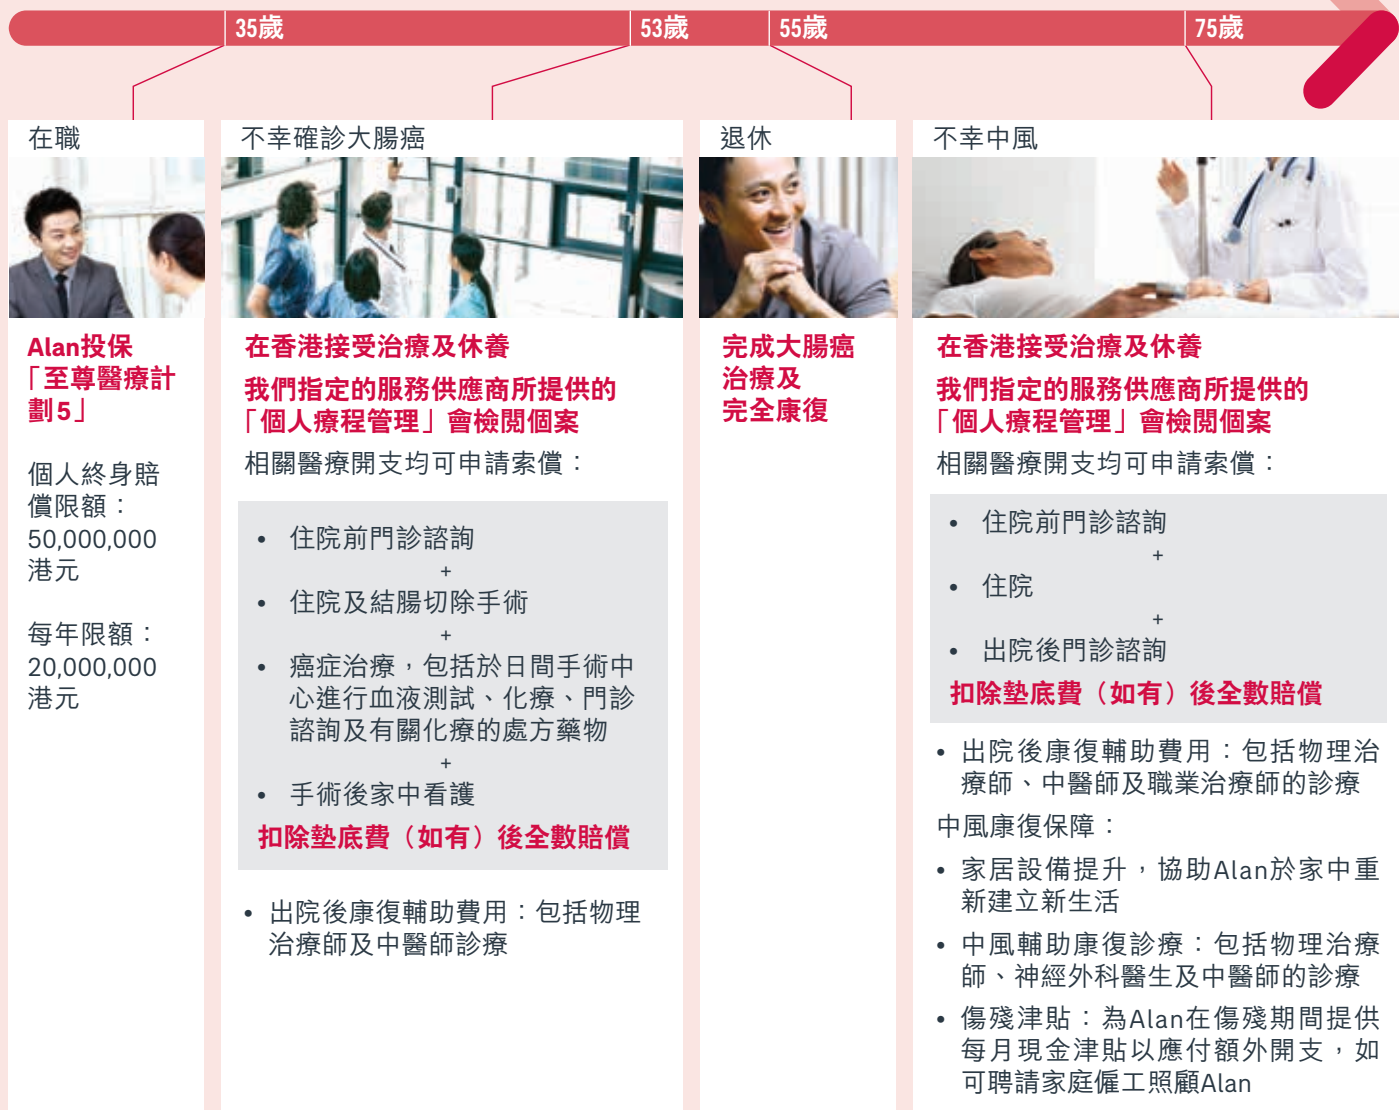 35歲
53歲
55歲
75歲
在職
Alan投保
「至尊醫療計
劃5」
個人終身賠
償限額：
50,000,000
港元
每年限額：
20,000,000
港元
不幸確診大腸癌
在香港接受治療及休養
我們指定的服務供應商所提供的
「個人療程管理」會檢閱個案
相關醫療開支均可申請索償：
• 住院前門診諮詢
+
• 住院及結腸切除手術
+
• 癌症治療，包括於日間手術中
心進行血液測試、化療、門診
諮詢及有關化療的處方藥物
+
• 手術後家中看護
扣除墊底費（如有）後全數賠償
• 出院後康復輔助費用：包括物理
治療師及中醫師診療
退休
完成大腸癌
治療及
完全康復
不幸中風
在香港接受治療及休養
我們指定的服務供應商所提供的
「個人療程管理」會檢閱個案
相關醫療開支均可申請索償：
• 住院前門診諮詢
+
• 住院
+
• 出院後門診諮詢
扣除墊底費（如有）後全數賠償
• 出院後康復輔助費用：包括物理治
療師、中醫師及職業治療師的診療
中風康復保障：
• 家居設備提升，協助Alan於家中重
新建立新生活
• 中風輔助康復診療：包括物理治療
師、神經外科醫生及中醫師的診療
• 傷殘津貼：為Alan在傷殘期間提供
每月現金津貼以應付額外開支，如
可聘請家庭僱工照顧Alan